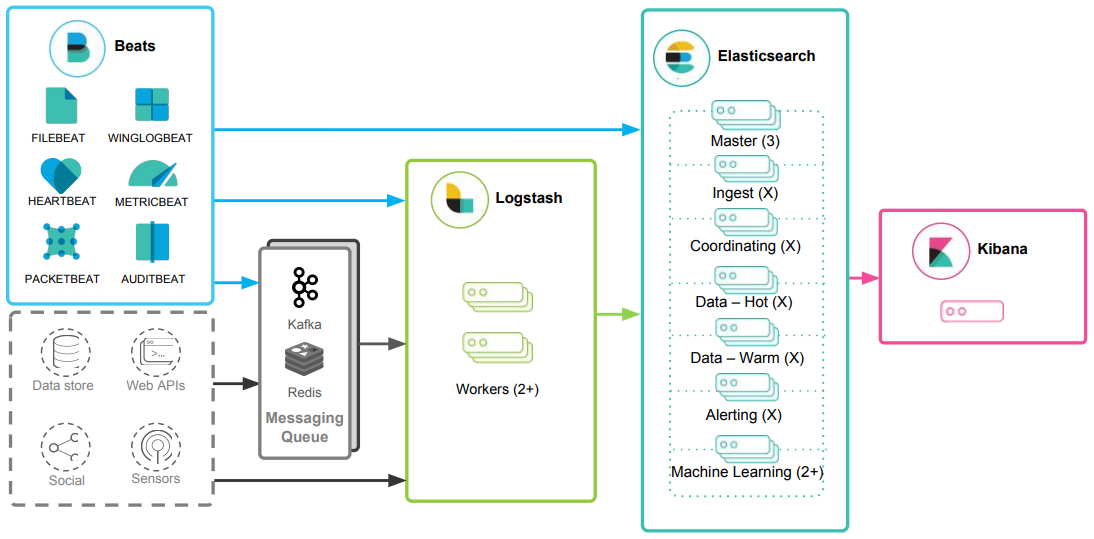 Beats
FILEBEAT
WINGLOGBEAT
HEARTBEAT
METRICBEAT
PACKETBEAT
AUDITBEAT
Data store
Web APIs
>...
Social
Sensors
Kafka
Redis
Messaging
Queue
Logstash
Workers (2+)
Elasticsearch
Master (3)
Ingest (X)
Coordinating (X)
Data – Hot (X)
Data – Warm (X)
Alerting (X)
Machine Learning (2+)
Kibana